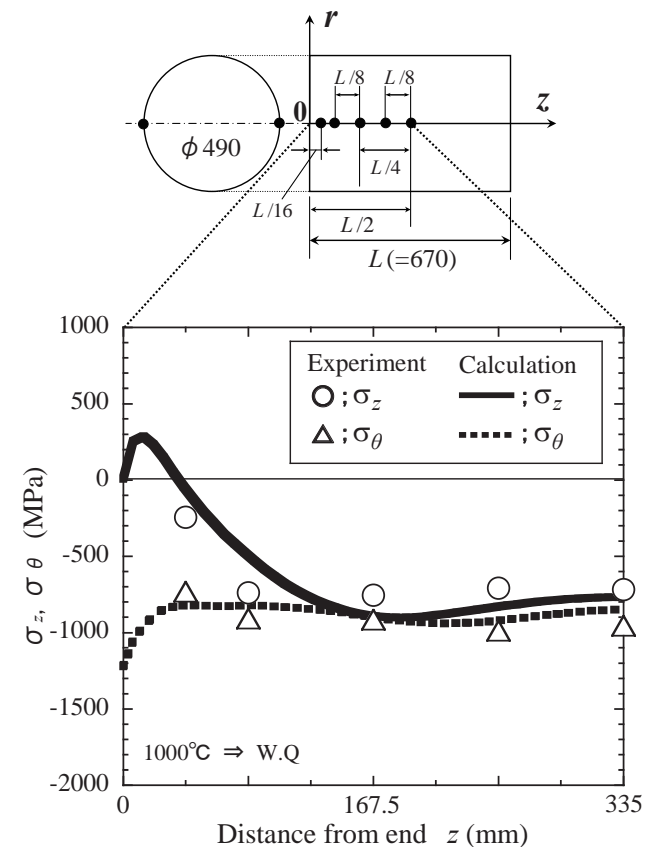 r
L/8 L/8
0 z
φ490
L/4
L/16
L/2
L(=670)
1000
Experiment Calculation
○ ; σz ; σz
△ ; σθ ; σθ
500
0
-500
-1000
-1500
-2000
σz, σθ (MPa)
1000℃ ⇒ W.Q
0 167.5 335
Distance from end z (mm)